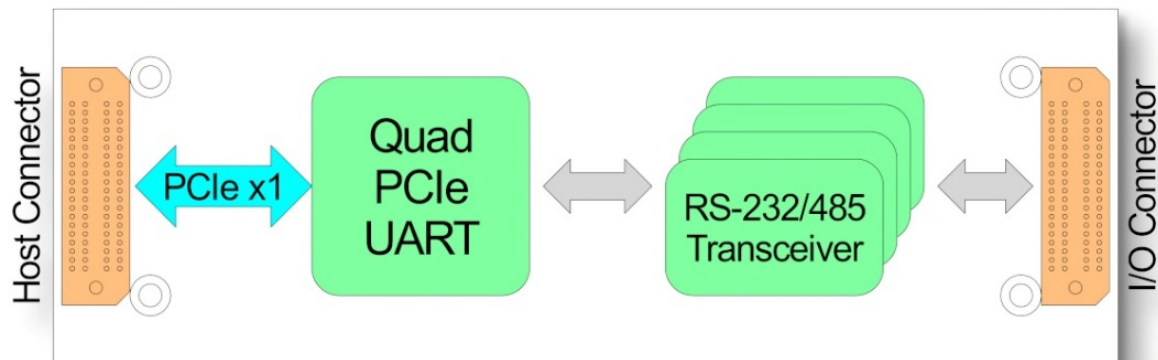 Host Connector
PCIe x1
Quad
PCIe
UART
RS-232/485
Transceiver
I/O Connector